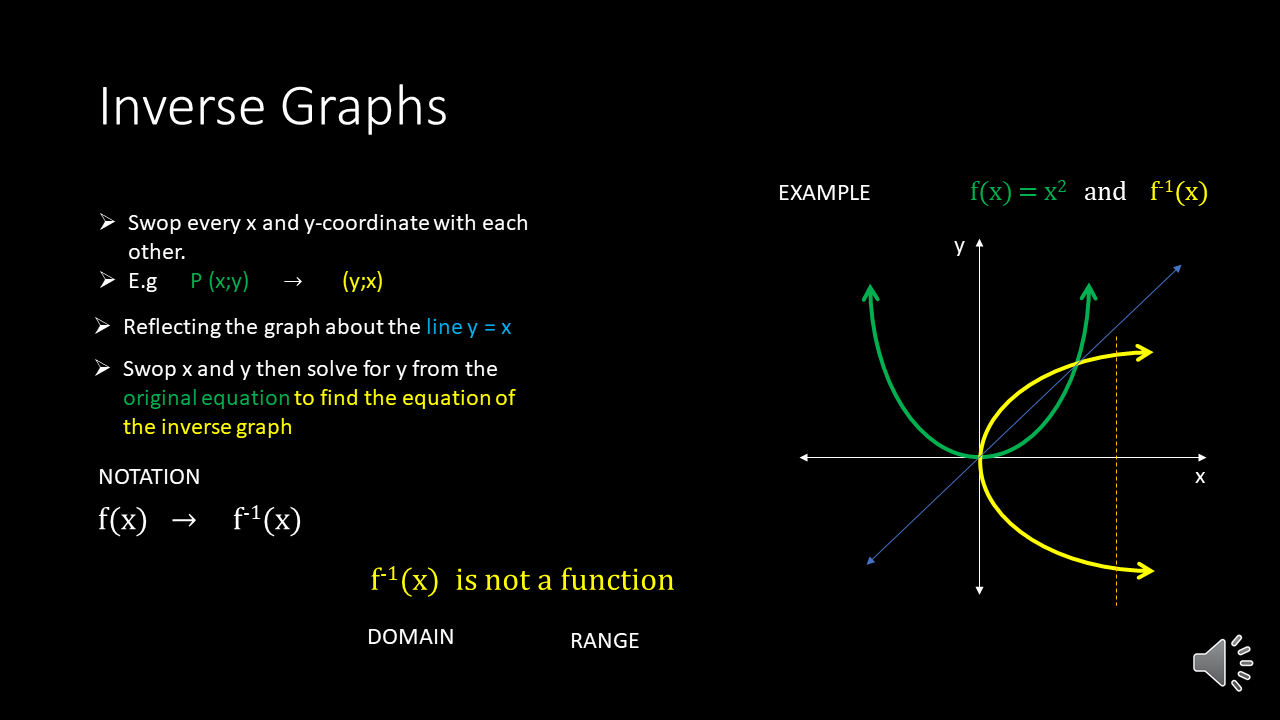 Inverse Graphs
➢ Swop every x and y-coordinate with each
other.
➢ E.g P (x;y) → (y;x)
➢ Reflecting the graph about the line y = x
➢ Swop x and y then solve for y from the
original equation to find the equation of
the inverse graph
NOTATION
f(x) → f⁻¹(x)
f⁻¹(x) is not a function
DOMAIN RANGE
EXAMPLE f(x) = x² and f⁻¹(x)
y
x